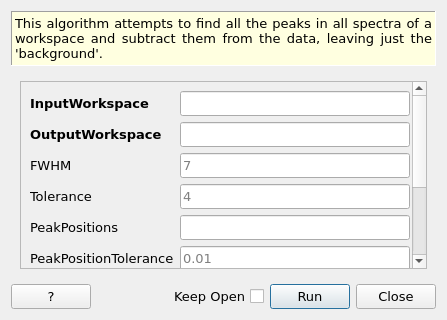 This algorithm attempts to find all the peaks in all spectra of a
workspace and subtract them from the data, leaving just the
'background'.
InputWorkspace
OutputWorkspace
FWHM 7
Tolerance 4
PeakPositions
PeakPositionTolerance 0.01
? Keep Open Run Close